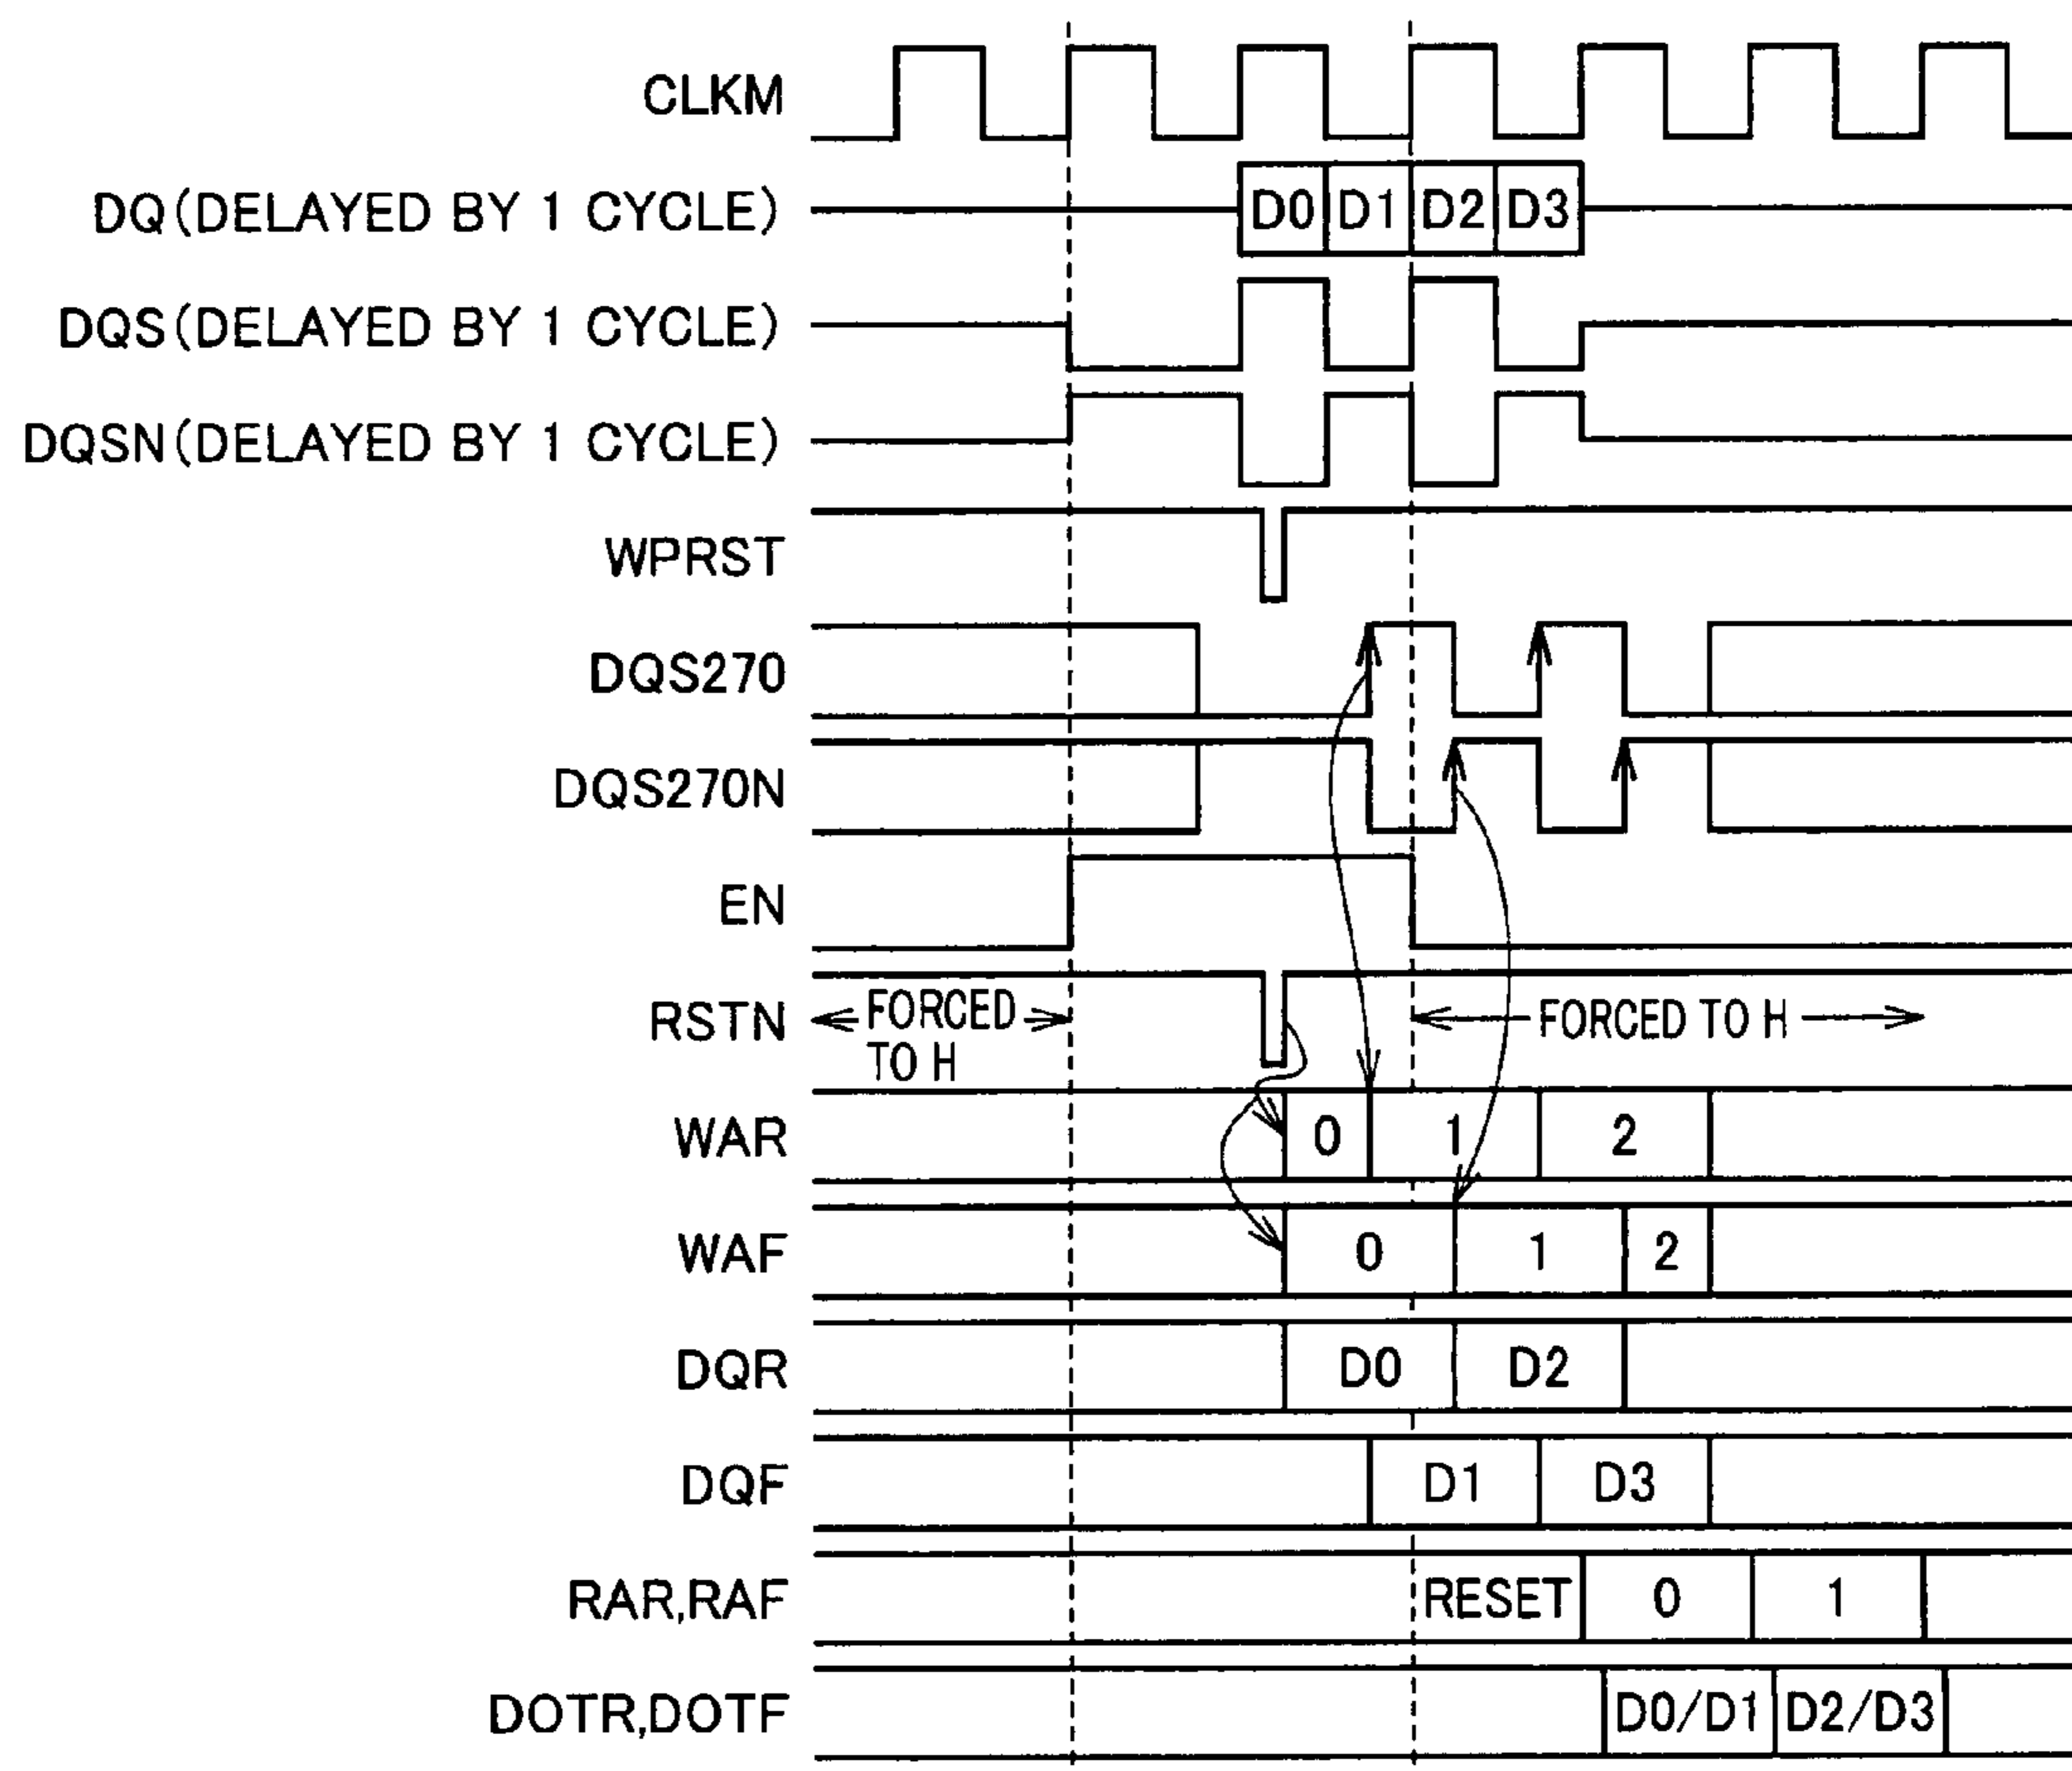 CLKM
DQ(DELAYED BY 1 CYCLE)
D0 D1 D2 D3
DQS(DELAYED BY 1 CYCLE)
DQSN(DELAYED BY 1 CYCLE)
WPRST
DQS270
DQS270N
EN
RSTN
FORCED
TO H
FORCED TO H
WAR
0 1 2
WAF
0 1 2
DQR
D0 D2
DQF
D1 D3
RAR,RAF
RESET 0 1
DOTR,DOTF
D0/D1 D2/D3